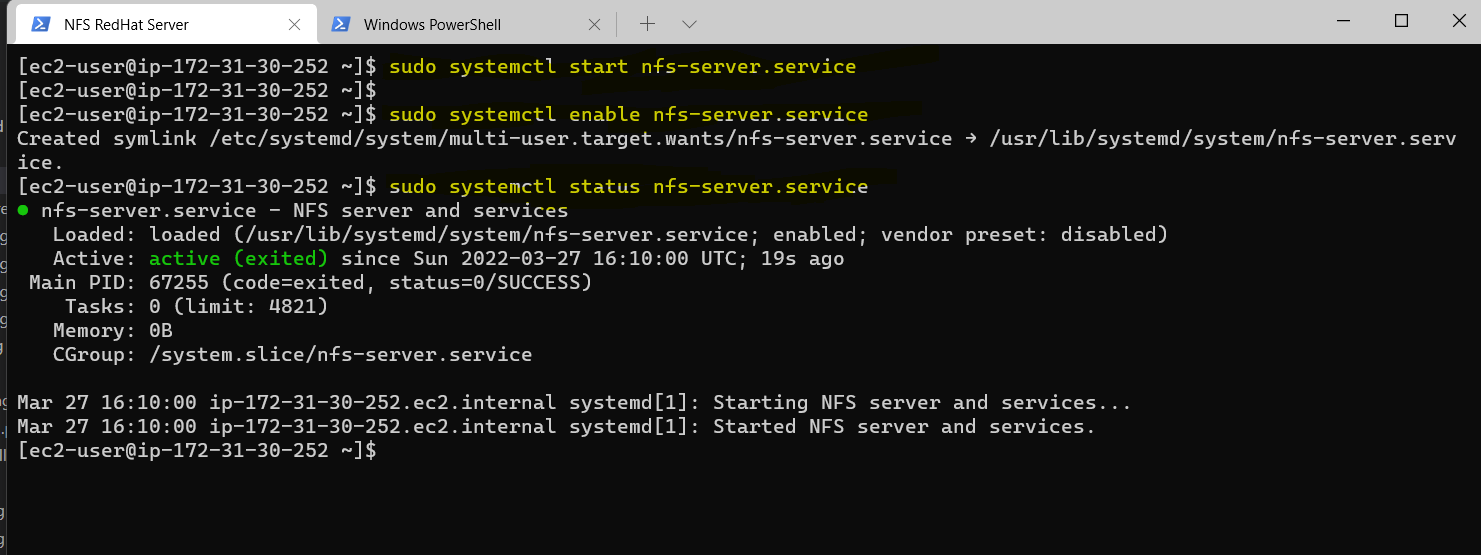 NFS RedHat Server
Windows PowerShell
[ec2-user@ip-172-31-30-252 ~]$ sudo systemctl start nfs-server.service
[ec2-user@ip-172-31-30-252 ~]$
[ec2-user@ip-172-31-30-252 ~]$ sudo systemctl enable nfs-server.service
Created symlink /etc/systemd/system/multi-user.target.wants/nfs-server.service → /usr/lib/systemd/system/nfs-server.serv
ice.
[ec2-user@ip-172-31-30-252 ~]$ sudo systemctl status nfs-server.service
● nfs-server.service - NFS server and services
Loaded: loaded (/usr/lib/systemd/system/nfs-server.service; enabled; vendor preset: disabled)
Active: active (exited) since Sun 2022-03-27 16:10:00 UTC; 19s ago
Main PID: 67255 (code=exited, status=0/SUCCESS)
Tasks: 0 (limit: 4821)
Memory: 0B
CGroup: /system.slice/nfs-server.service
Mar 27 16:10:00 ip-172-31-30-252.ec2.internal systemd[1]: Starting NFS server and services...
Mar 27 16:10:00 ip-172-31-30-252.ec2.internal systemd[1]: Started NFS server and services.
[ec2-user@ip-172-31-30-252 ~]$